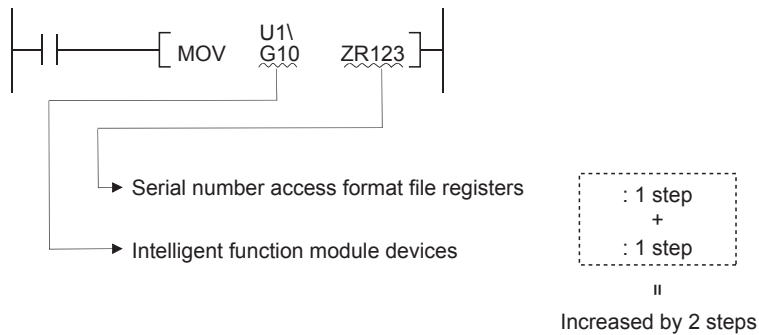 U1\
MOV G10 ZR123
Serial number access format file registers : 1 step
+
Intelligent function module devices : 1 step
=
Increased by 2 steps